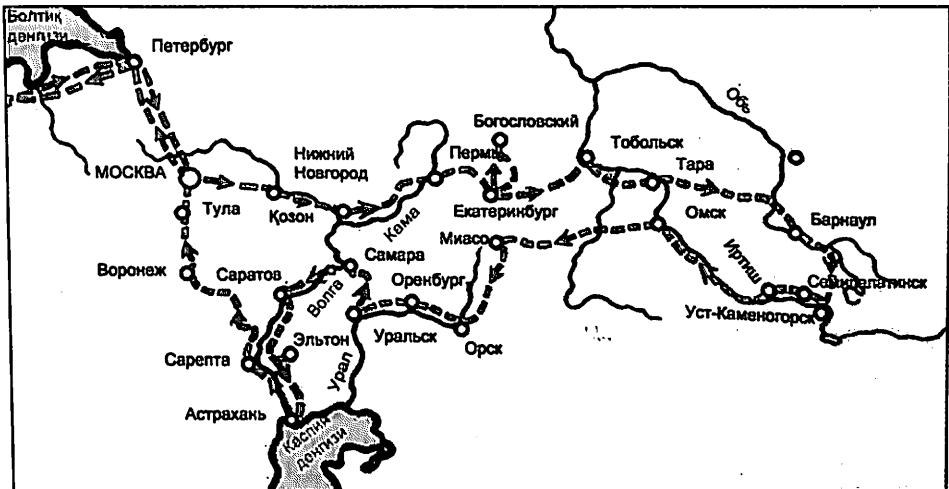 Болтиқ
денгизи
Петербург
Обь
Богословский
Тобольск
Нижний
Новгород
Пермь
МОСКВА
Тара
Тула
Қозон
Кама
Екатеринбург
Омск
Барнаул
Миасс
Самара
Воронеж
Саратов
Волга
Оренбург
Иртиш
Семипалатинск
Уст-Каменогорск
Эльтон
Уральск
Орск
Сарепта
Урал
Астрахань
Каспий
денгизи